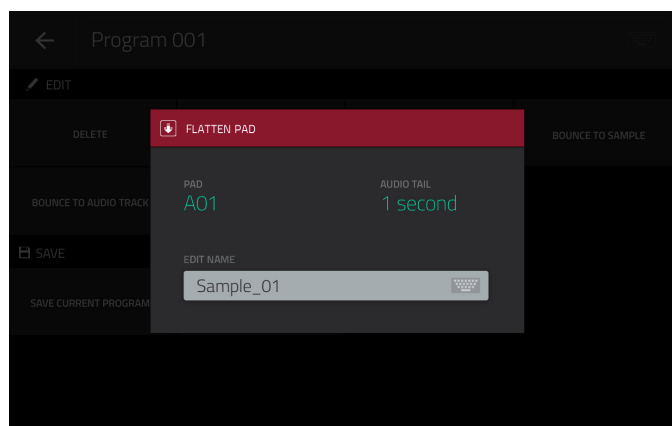 Program 001
EDIT
DELETE
BOUNCE TO SAMPLE
FLATTEN PAD
PAD
AUDIO TAIL
A01
1 second
BOUNCE TO AUDIO TRACK
EDIT NAME
Sample_01
SAVE
SAVE CURRENT PROGRAM